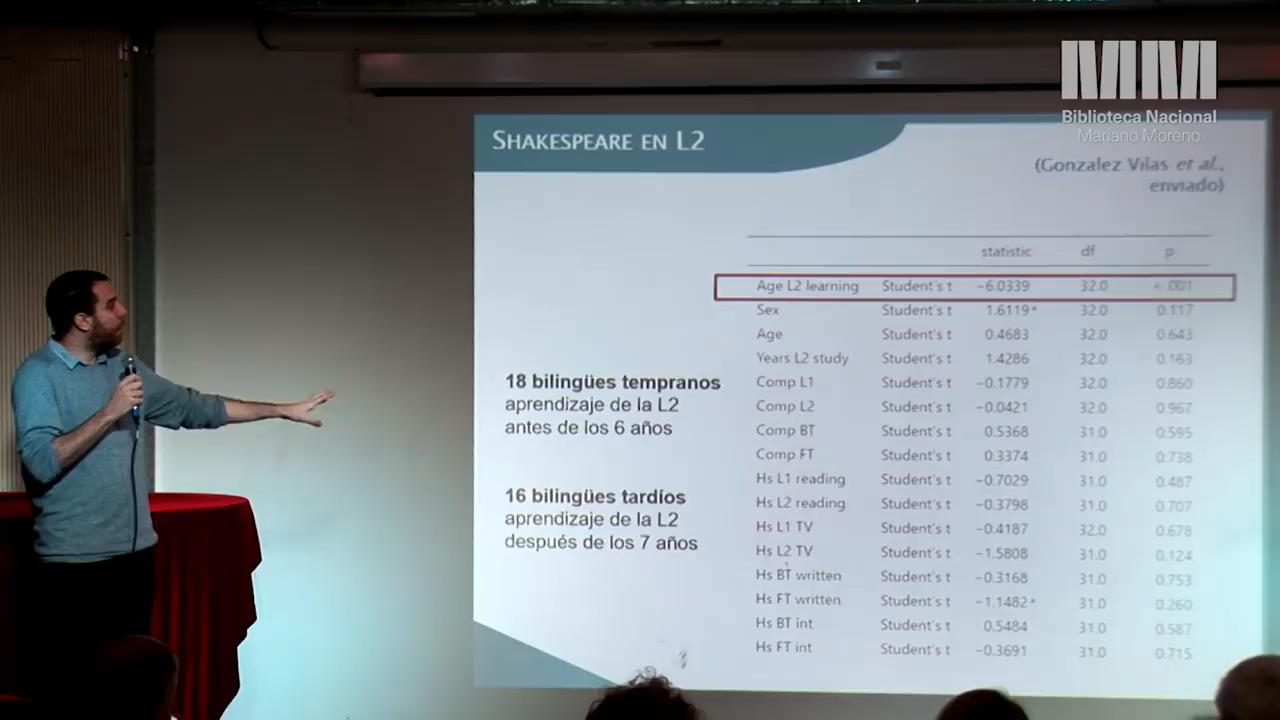 Biblioteca Nacional
Mariano Moreno
SHAKESPEARE EN L2
(Gonzalez Vilas et al.,
enviado)
statistic df p
Age L2 learning Student's t -6.0339 32.0 < .001
Sex Student's t 1.6119* 32.0 0.117
Age Student's t 0.4683 32.0 0.643
Years L2 study Student's t 1.4286 32.0 0.163
Comp L1 Student's t -0.1779 32.0 0.860
Comp L2 Student's t -0.0421 32.0 0.967
Comp BT Student's t 0.5368 31.0 0.595
Comp FT Student's t 0.3374 31.0 0.738
Hs L1 reading Student's t -0.7029 31.0 0.487
Hs L2 reading Student's t -0.3798 31.0 0.707
Hs L1 TV Student's t -0.4187 32.0 0.678
Hs L2 TV Student's t -1.5808 31.0 0.124
Hs BT written Student's t -0.3168 31.0 0.753
Hs FT written Student's t -1.1482* 31.0 0.260
Hs BT int Student's t 0.5484 31.0 0.587
Hs FT int Student's t -0.3691 31.0 0.715
18 bilingües tempranos
aprendizaje de la L2
antes de los 6 años
16 bilingües tardíos
aprendizaje de la L2
después de los 7 años